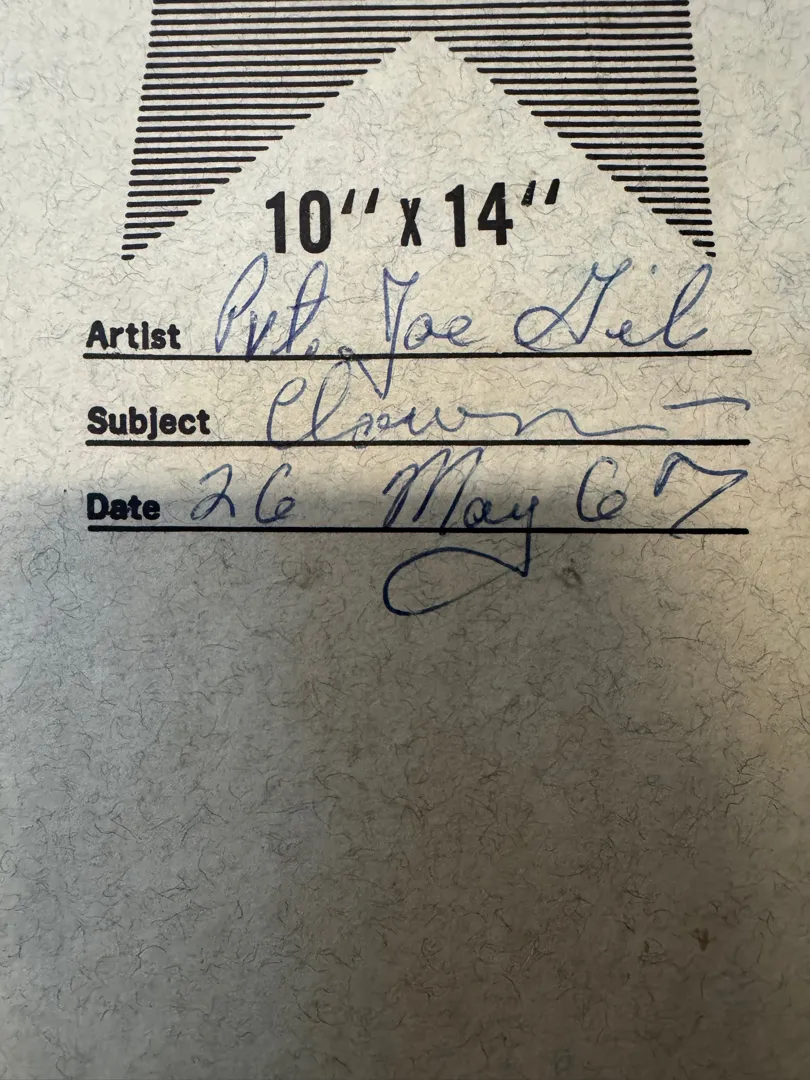 10" x 14"
Artist Pvt. Joe Gil
Subject Clown
Date 26 May 67